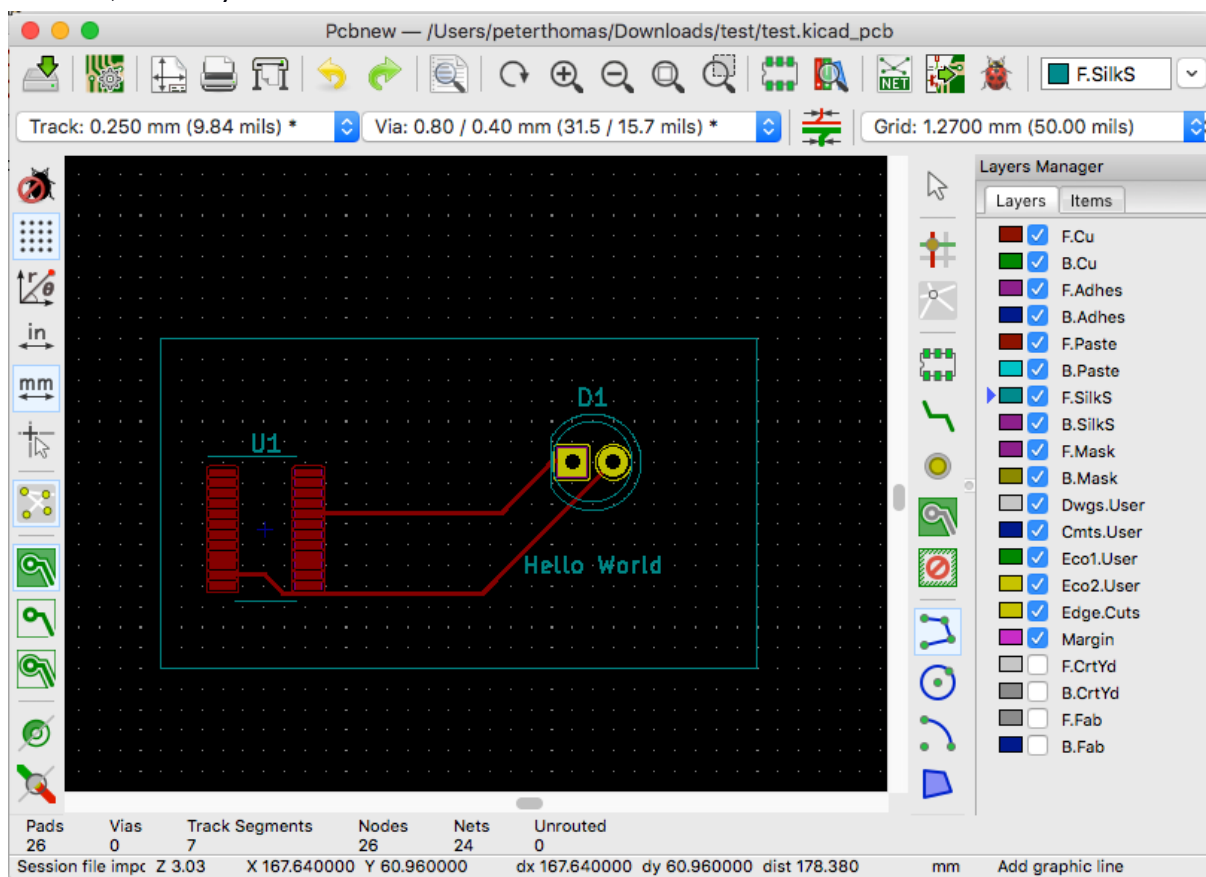 Pcbnew — /Users/peterthomas/Downloads/test/test.kicad_pcb
NET
F.SilkS
Track: 0.250 mm (9.84 mils) *
Via: 0.80 / 0.40 mm (31.5 / 15.7 mils) *
Grid: 1.2700 mm (50.00 mils)
in
mm
U1
D1
Hello World
Layers Manager
Layers
Items
F.Cu
B.Cu
F.Adhes
B.Adhes
F.Paste
B.Paste
F.SilkS
B.SilkS
F.Mask
B.Mask
Dwgs.User
Cmts.User
Eco1.User
Eco2.User
Edge.Cuts
Margin
F.CrtYd
B.CrtYd
F.Fab
B.Fab
Pads Vias Track Segments Nodes Nets Unrouted
26 0 7 26 24 0
Session file impc Z 3.03 X 167.640000 Y 60.960000 dx 167.640000 dy 60.960000 dist 178.380 mm Add graphic line